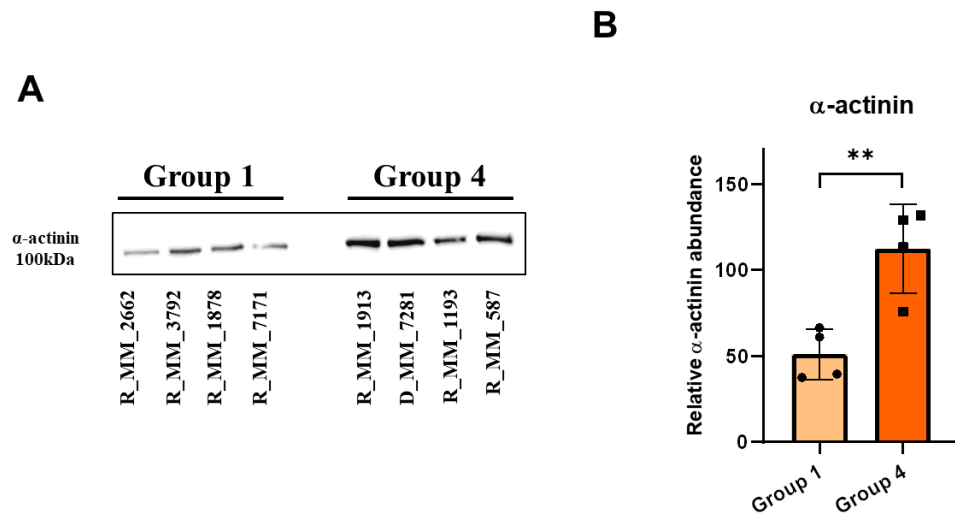 A
Group 1
Group 4
α-actinin
100kDa
R_MM_2662
R_MM_3792
R_MM_1878
R_MM_7171
R_MM_1913
D_MM_7281
R_MM_1193
R_MM_587
B
α-actinin
**
Relative α-actinin abundance
150
100
50
0
Group 1
Group 4